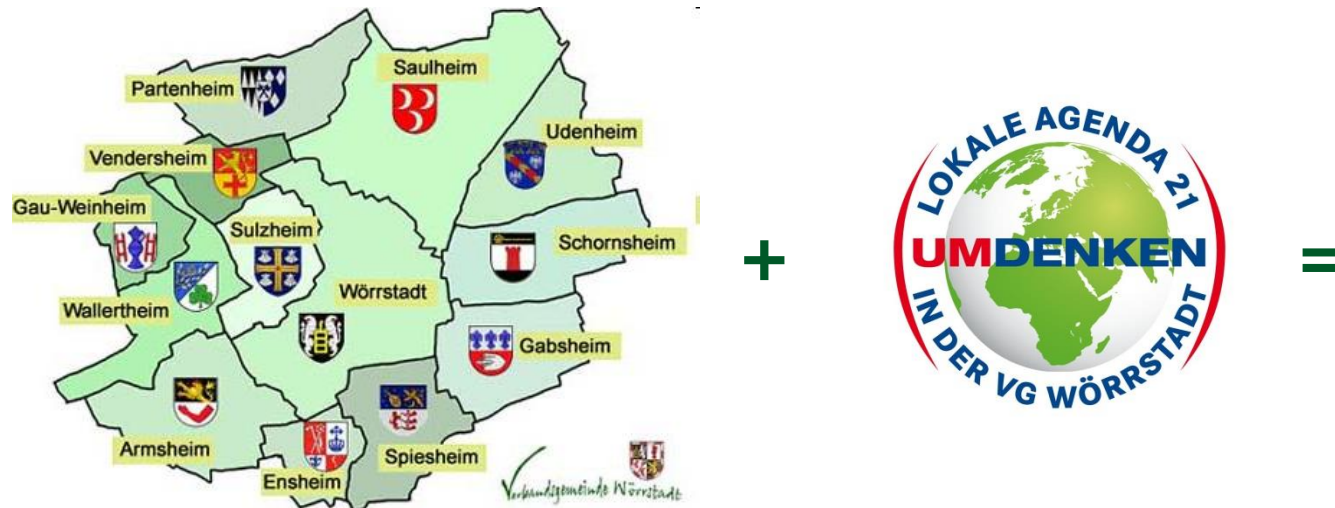 Partenheim
Saulheim
Udenheim
Vendersheim
Gau-Weinheim
Sulzheim
Schornsheim
Wallertheim
Wörrstadt
Gabsheim
Armsheim
Ensheim
Spiesheim
Verbandsgemeinde Wörrstadt
+
LOKALE AGENDA 21
UMDENKEN
IN DER VG WÖRRSTADT
=